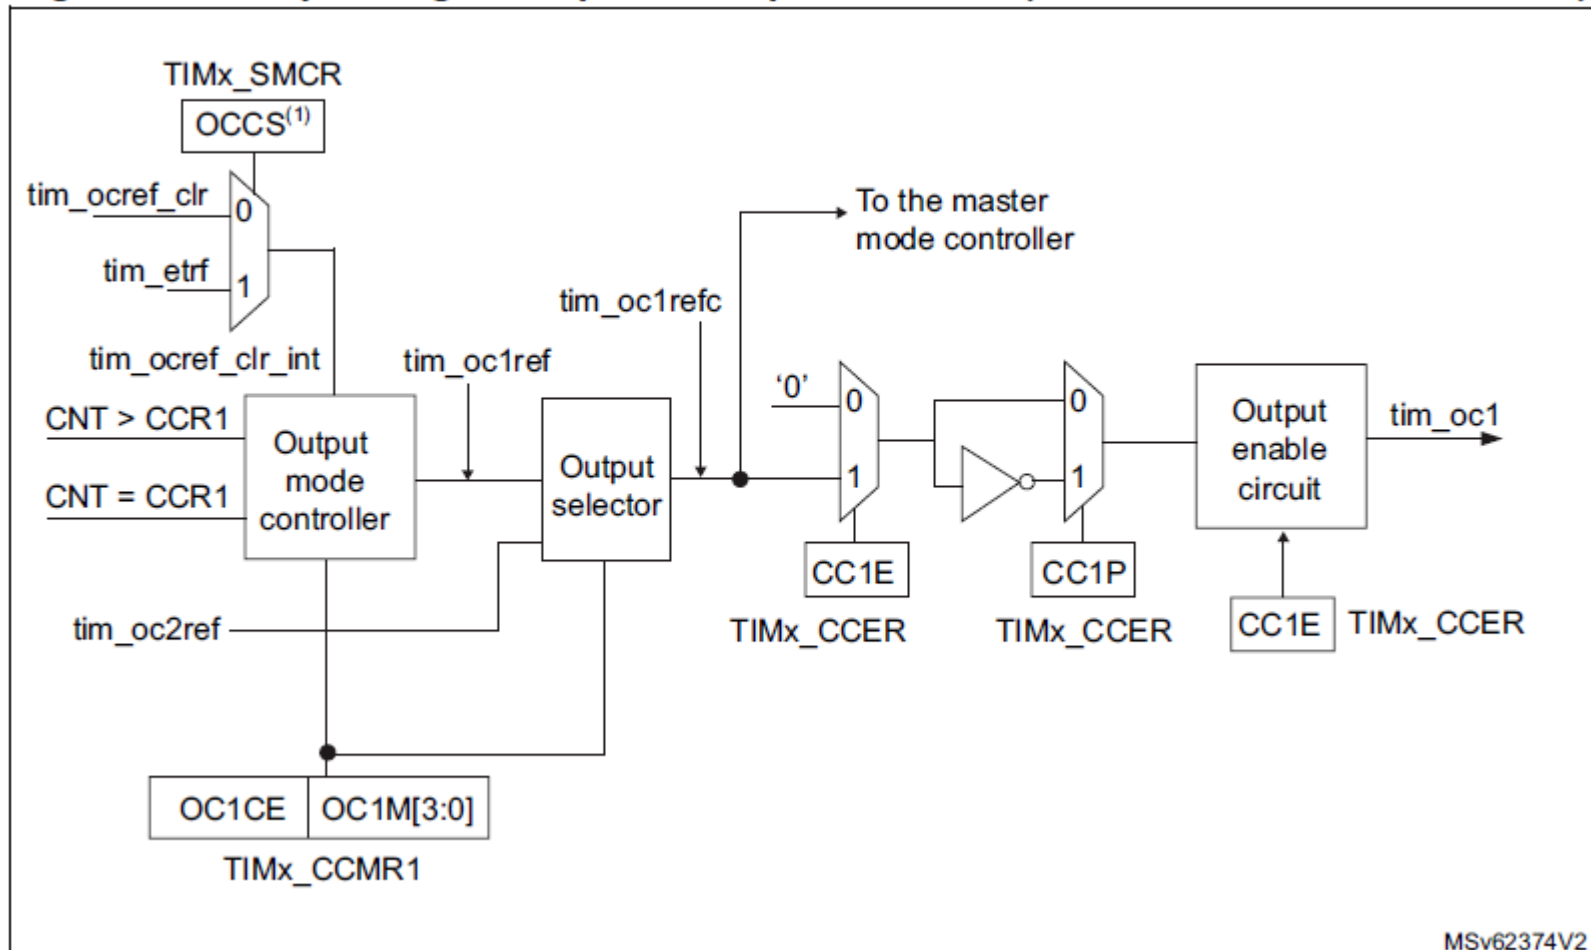 TIMx_SMCR
OCCS(1)
tim_ocref_clr
0
tim_etrf
1
To the master
mode controller
tim_oc1refc
tim_ocref_clr_int
tim_oc1ref
CNT > CCR1
CNT = CCR1
Output
mode
controller
Output
selector
‘0’
0
1
0
1
Output
enable
circuit
tim_oc1
CC1E
CC1P
CC1E
TIMx_CCER
TIMx_CCER
TIMx_CCER
tim_oc2ref
OC1CE
OC1M[3:0]
TIMx_CCMR1
MSv62374V2